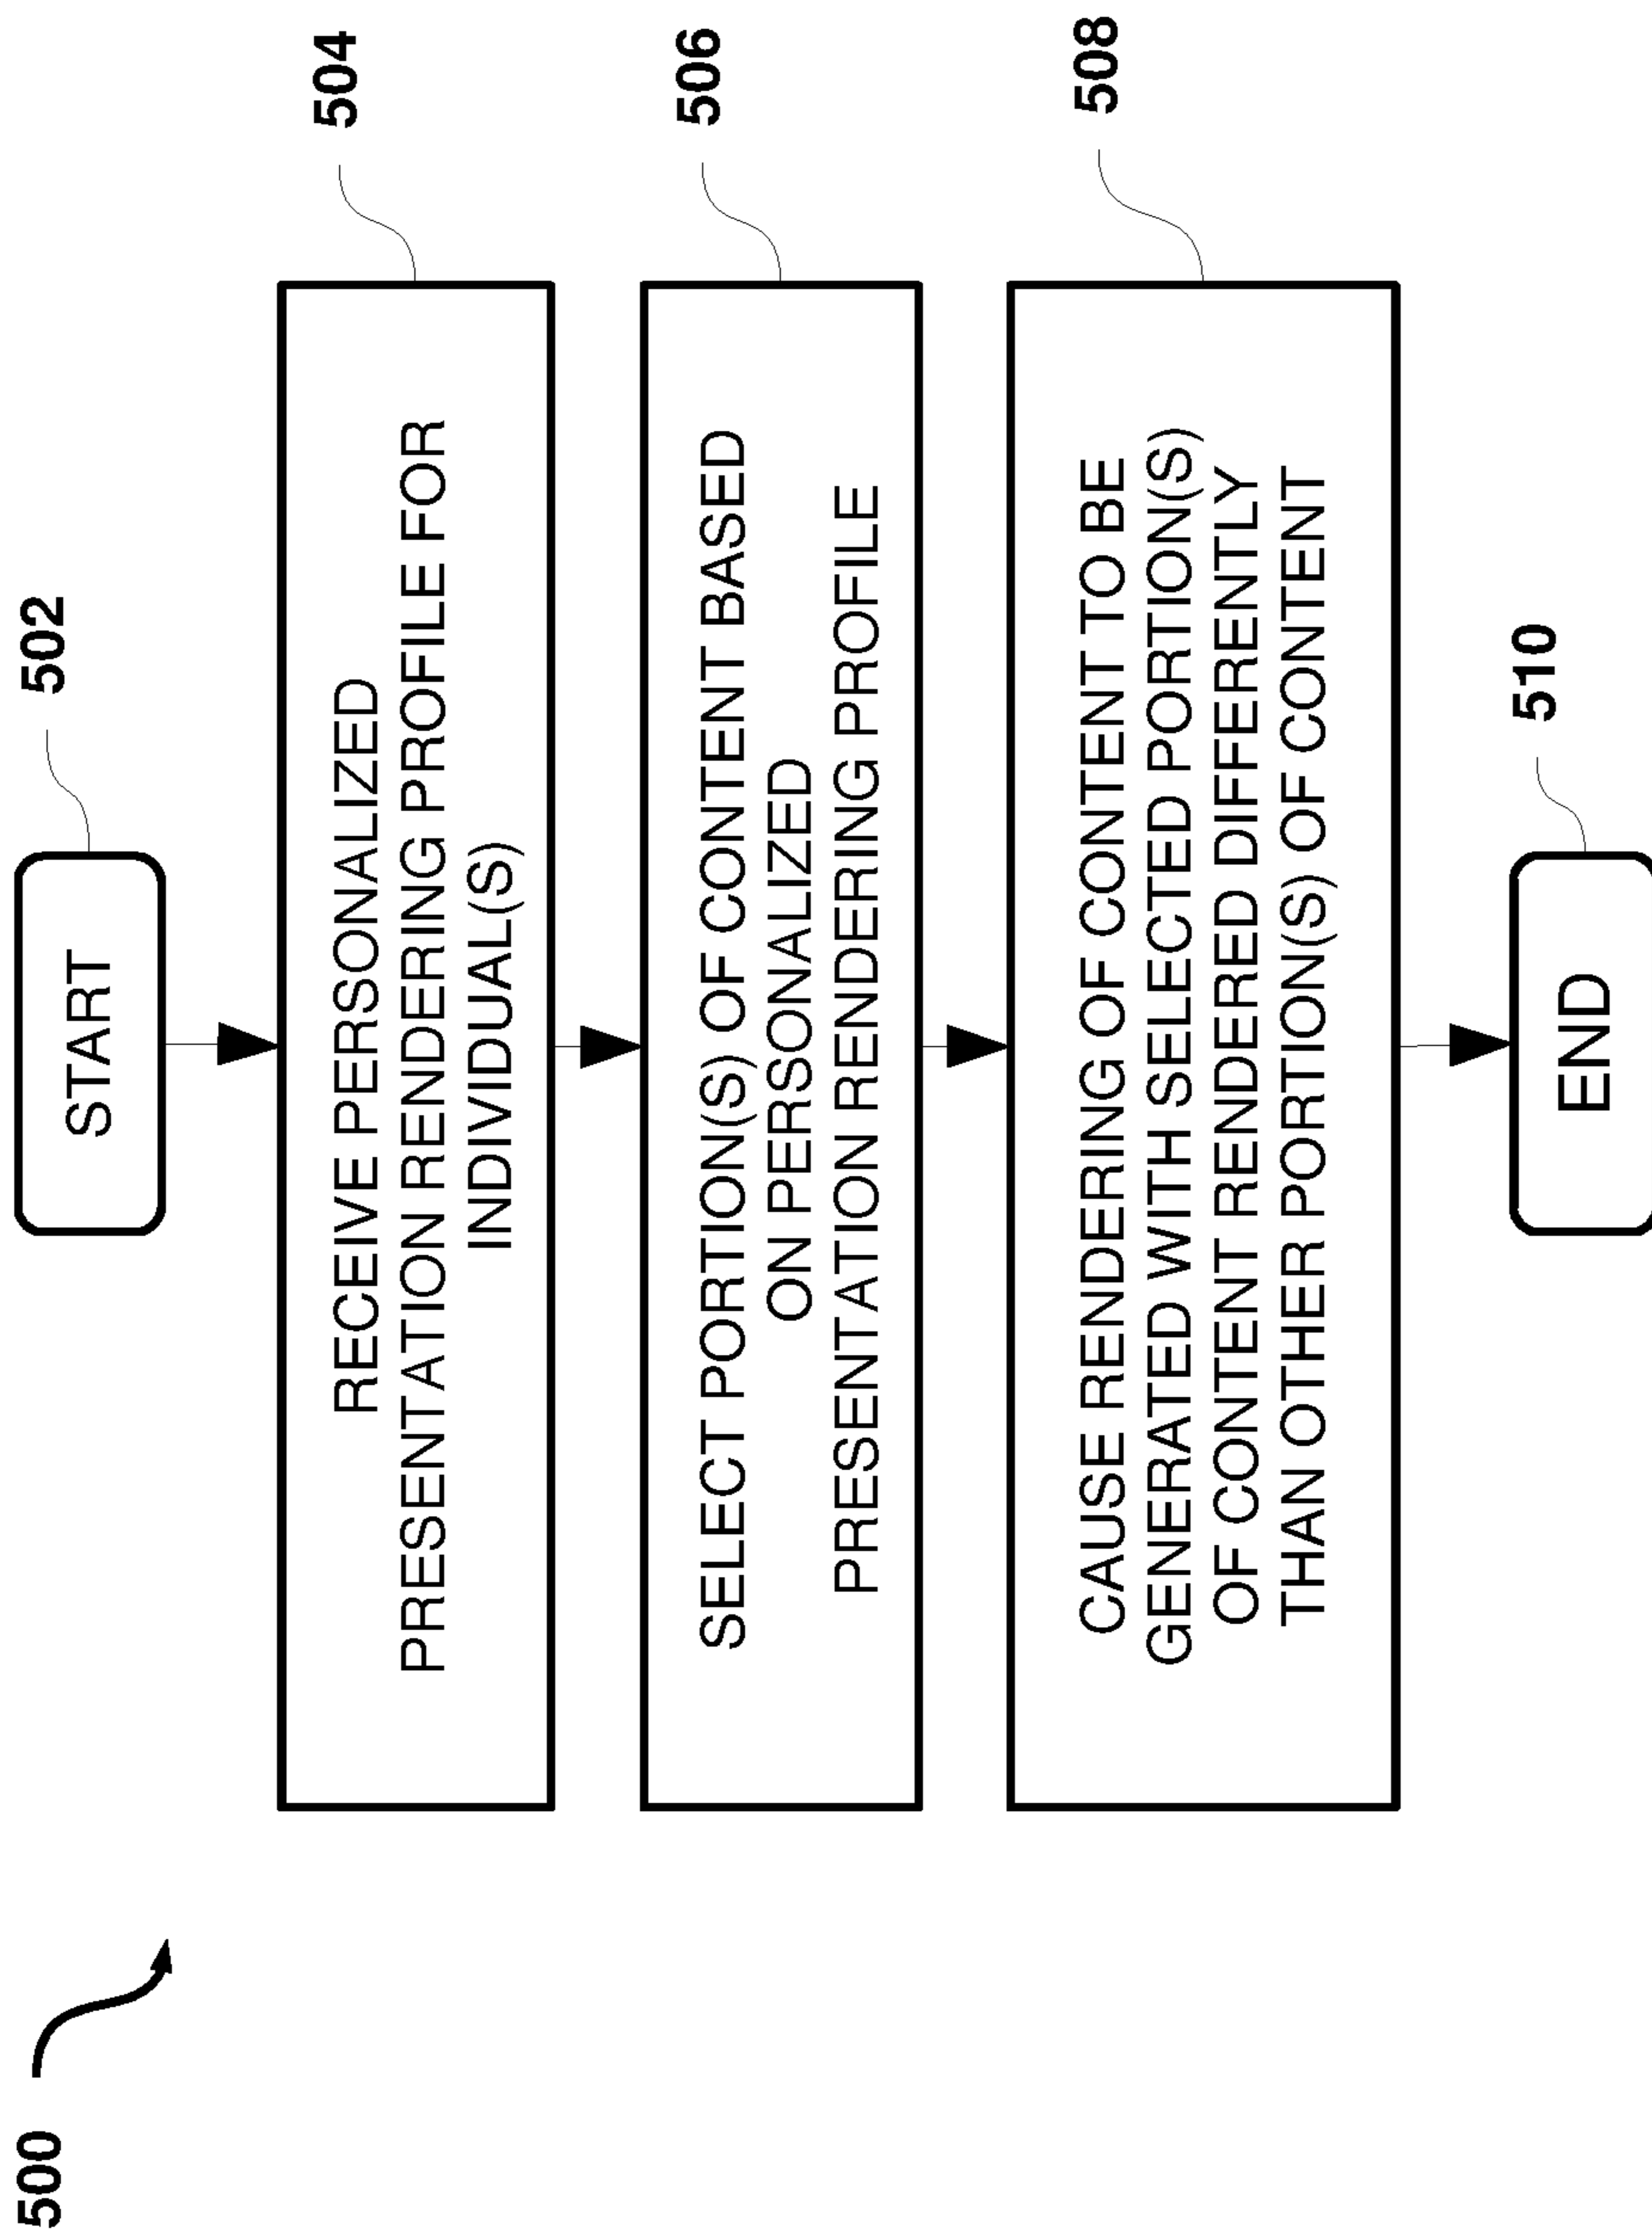 500
502
START
504
RECEIVE PERSONALIZED
PRESENTATION RENDERING PROFILE FOR
INDIVIDUAL(S)
506
SELECT PORTION(S) OF CONTENT BASED
ON PERSONALIZED
PRESENTATION RENDERING PROFILE
508
CAUSE RENDERING OF CONTENT TO BE
GENERATED WITH SELECTED PORTION(S)
OF CONTENT RENDERED DIFFERENTLY
THAN OTHER PORTION(S) OF CONTENT
510
END